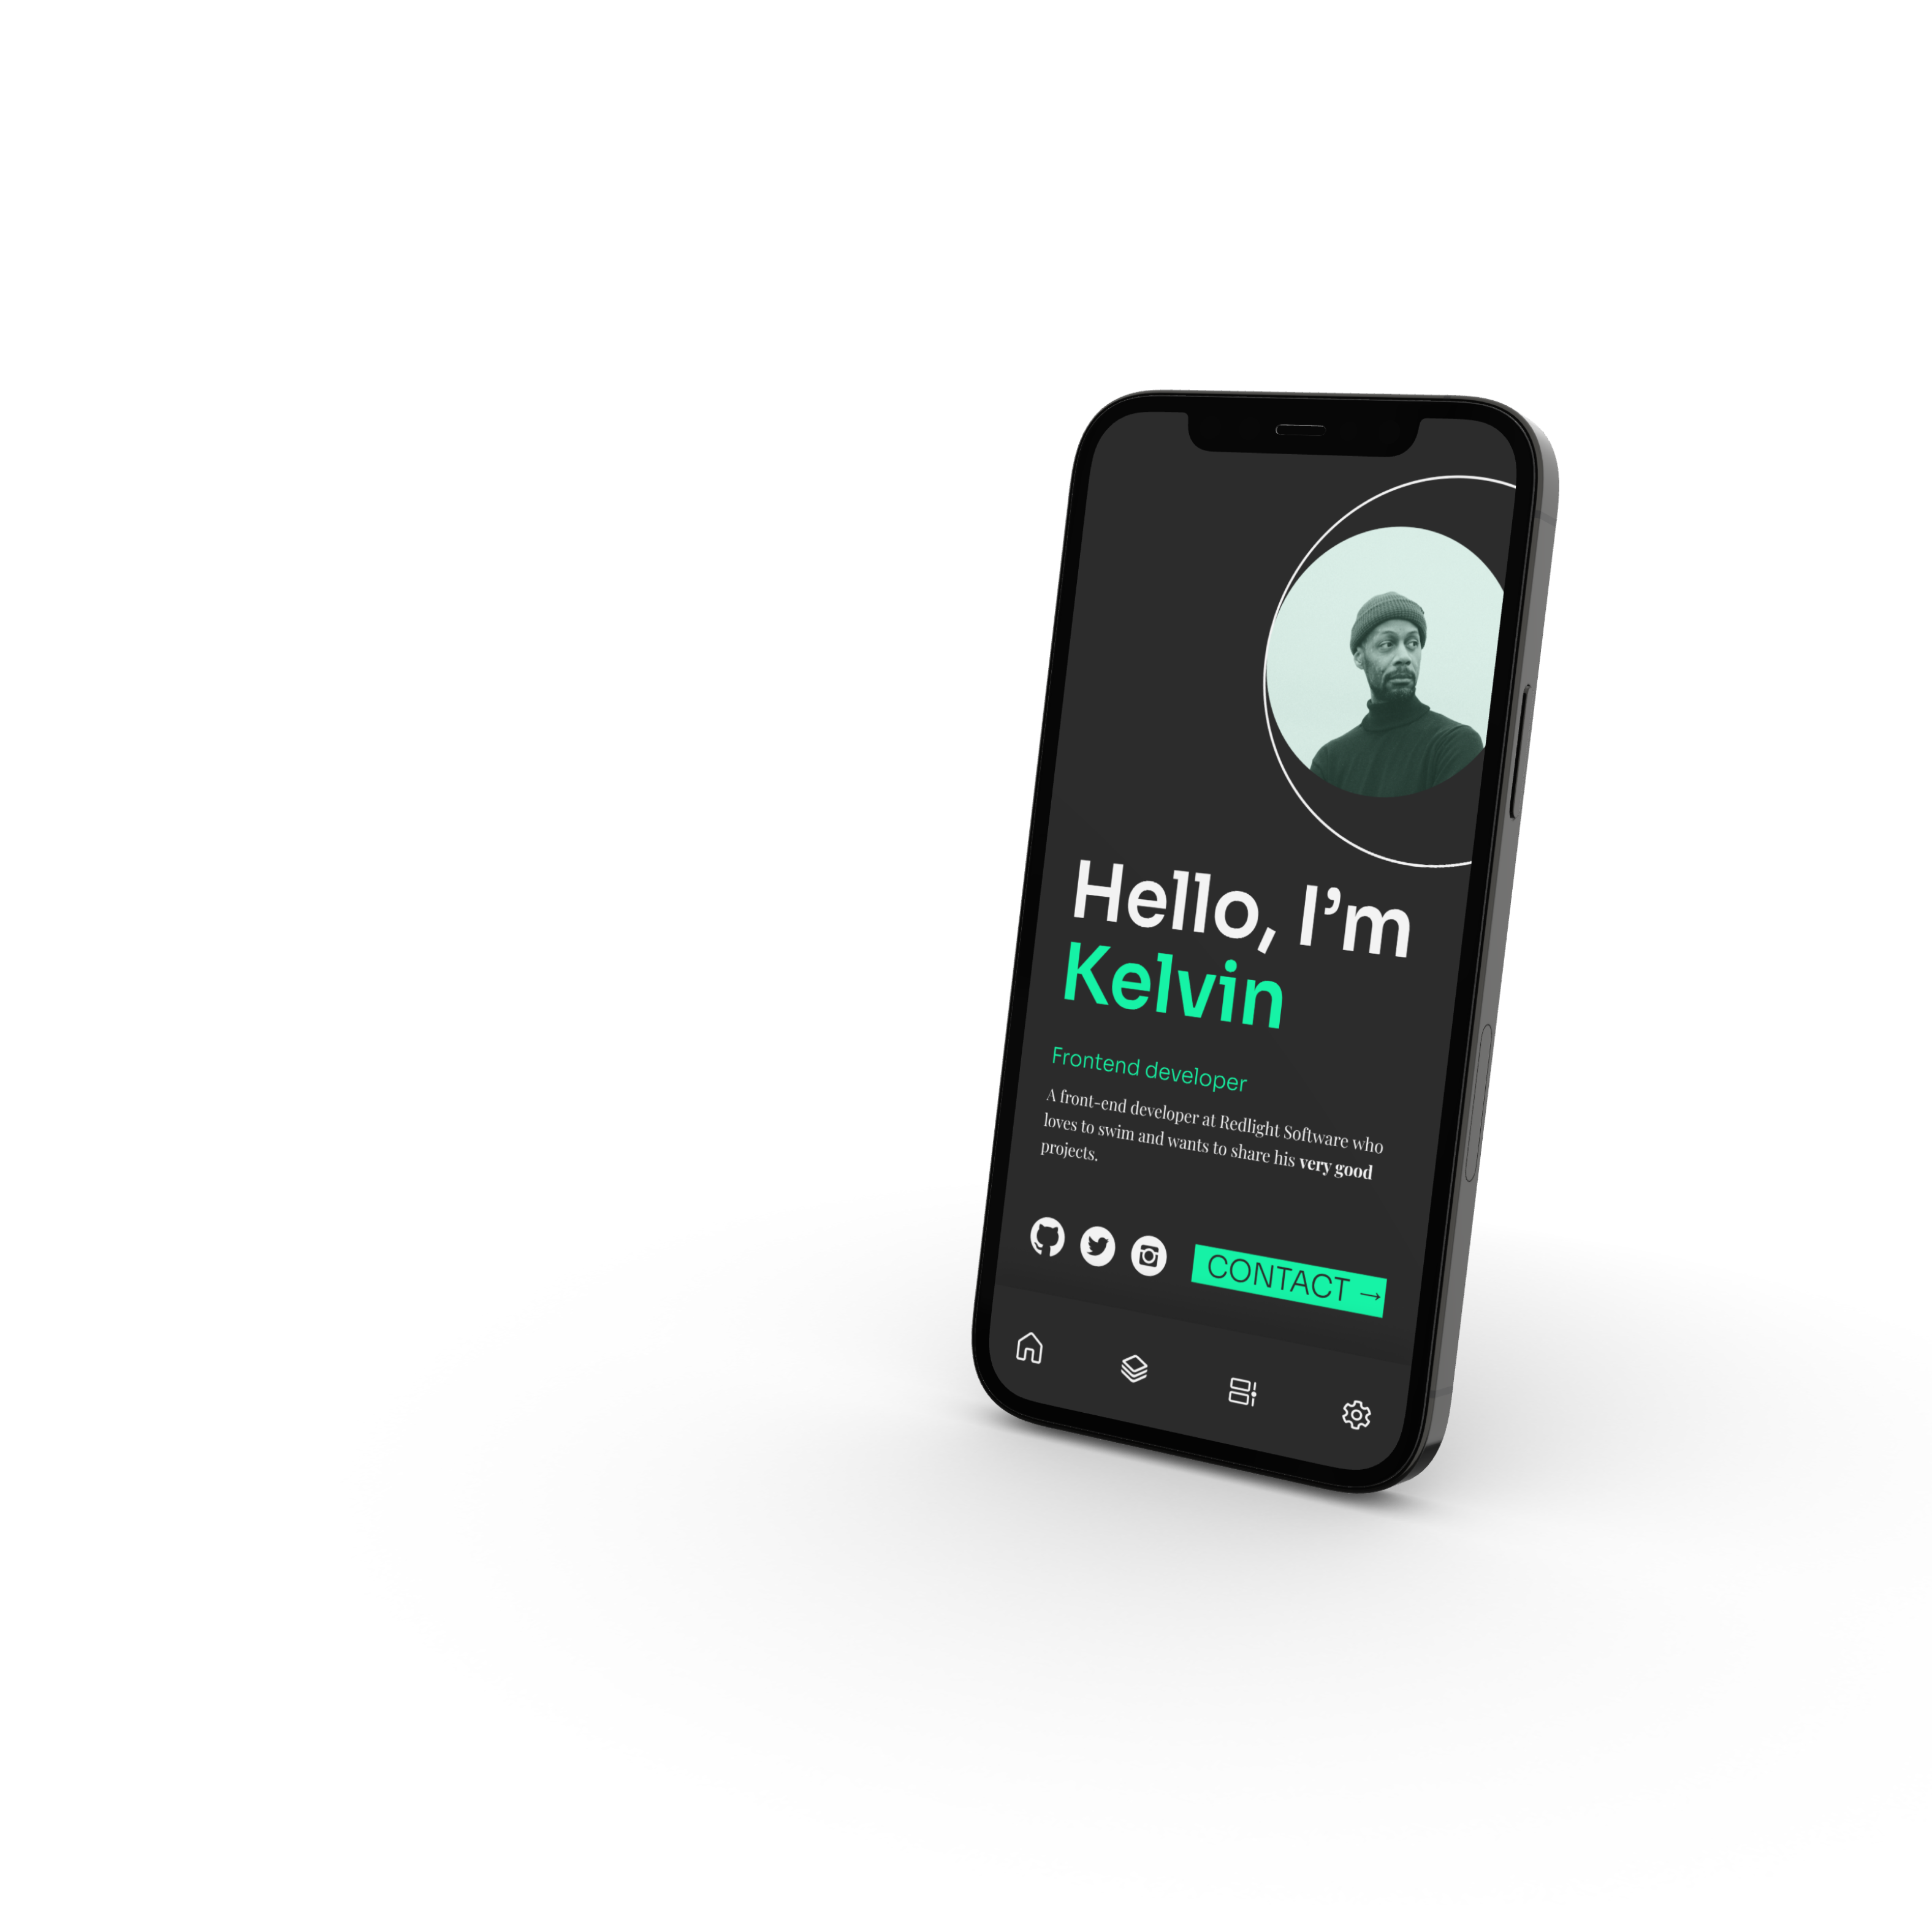 Hello, I’m
Kelvin
Frontend developer
A front-end developer at Redlight Software who
loves to swim and wants to share his very good
projects.
CONTACT →